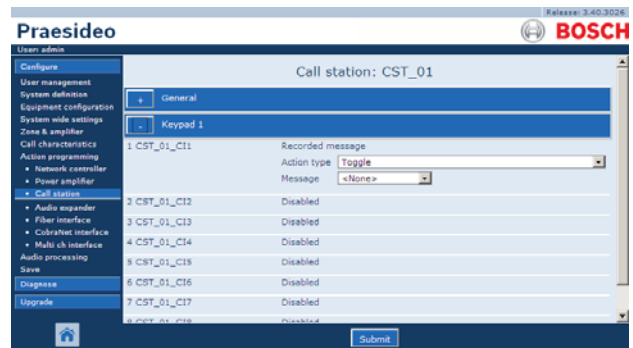 Release: 3.40.3026
Praesideo
BOSCH
User: admin
Configure
User management
System definition
Equipment configuration
System wide settings
Zone & amplifier
Call characteristics
Action programming
• Network controller
• Power amplifier
• Call station
• Audio expander
• Fiber interface
• CobraNet interface
• Multi ch interface
Audio processing
Save
Diagnose
Upgrade
Call station: CST_01
+ General
- Keypad 1
1 CST_01_CI1 Recorded message
Action type Toggle
Message <None>
2 CST_01_CI2 Disabled
3 CST_01_CI3 Disabled
4 CST_01_CI4 Disabled
5 CST_01_CI5 Disabled
6 CST_01_CI6 Disabled
7 CST_01_CI7 Disabled
8 CST_01_CI8 Disabled
Submit